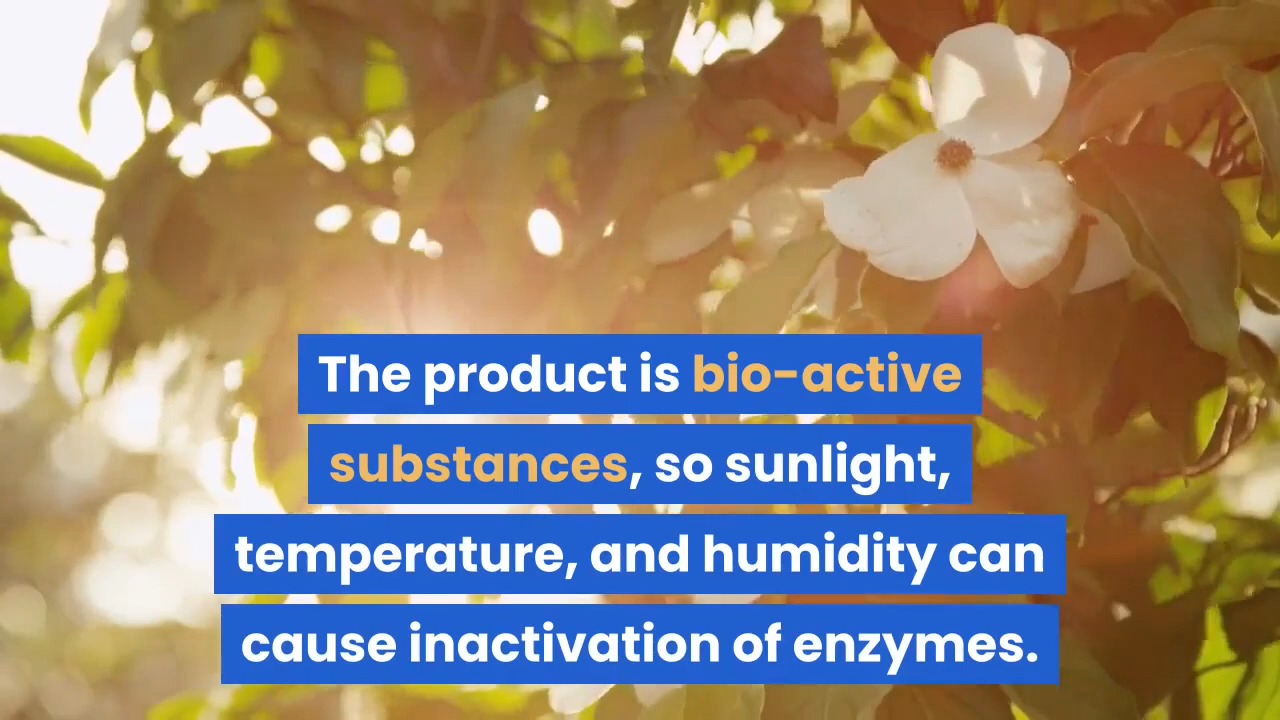 The product is bio-active
substances, so sunlight,
temperature, and humidity can
cause inactivation of enzymes.